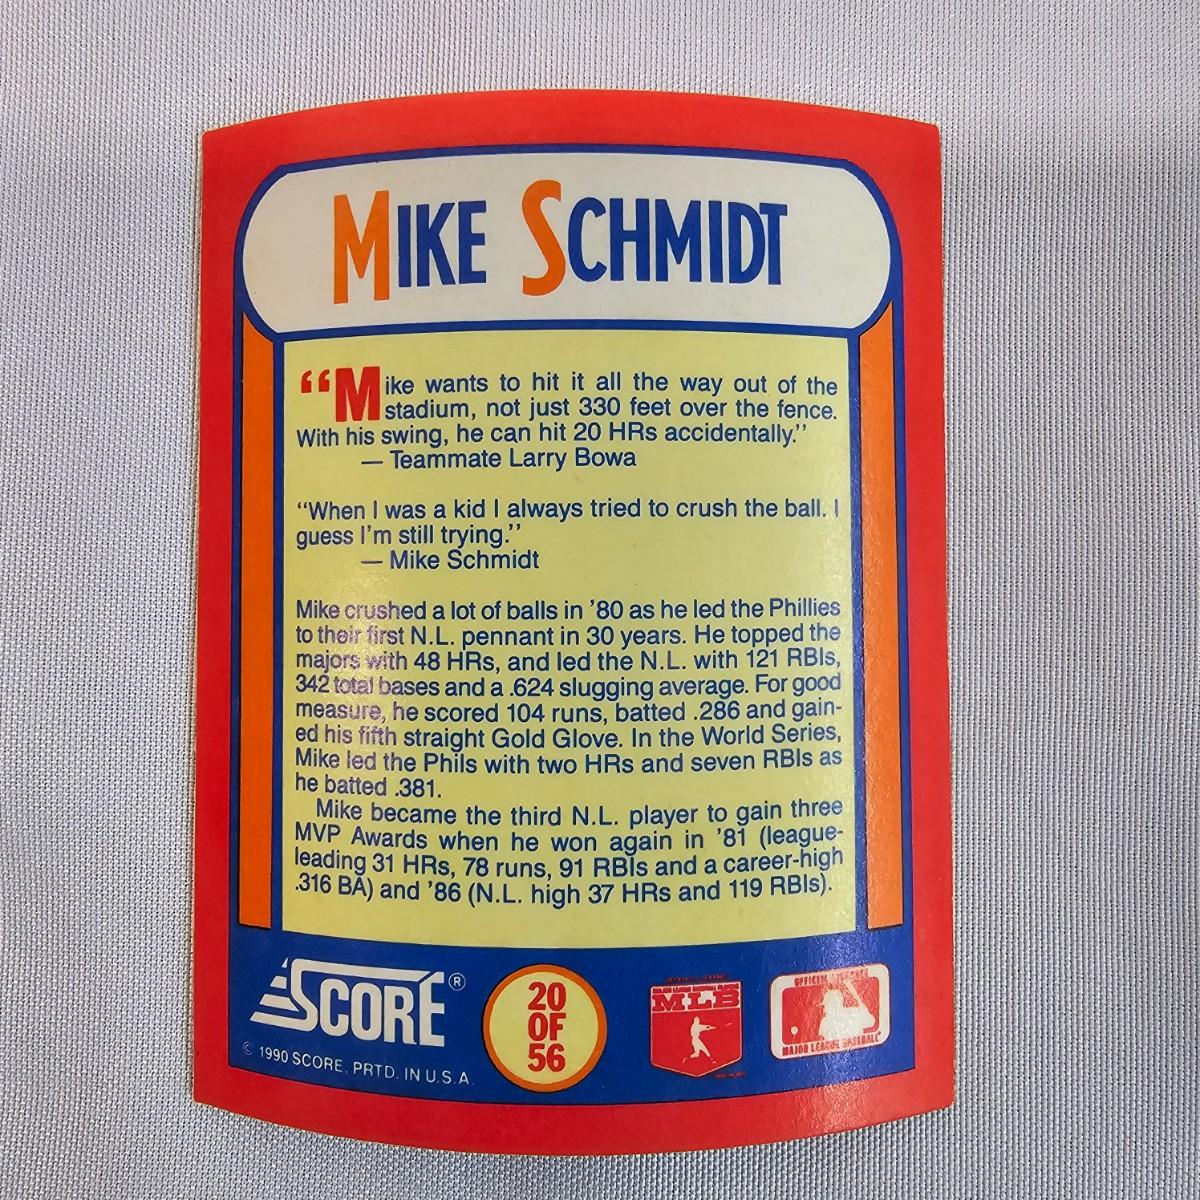 MIKE SCHMIDT
“Mike wants to hit it all the way out of the
stadium, not just 330 feet over the fence.
With his swing, he can hit 20 HRs accidentally.”
— Teammate Larry Bowa
“When I was a kid I always tried to crush the ball. I
guess I’m still trying.”
— Mike Schmidt
Mike crushed a lot of balls in ’80 as he led the Phillies
to their first N.L. pennant in 30 years. He topped the
majors with 48 HRs, and led the N.L. with 121 RBIs,
342 total bases and a .624 slugging average. For good
measure, he scored 104 runs, batted .286 and gain-
ed his fifth straight Gold Glove. In the World Series,
Mike led the Phils with two HRs and seven RBIs as
he batted .381.
Mike became the third N.L. player to gain three
MVP Awards when he won again in ’81 (league-
leading 31 HRs, 78 runs, 91 RBIs and a career-high
.316 BA) and ’86 (N.L. high 37 HRs and 119 RBIs).
SCORE®
© 1990 SCORE. PRTD. IN U.S.A.
20
OF
56
MLB
MAJOR LEAGUE BASEBALL